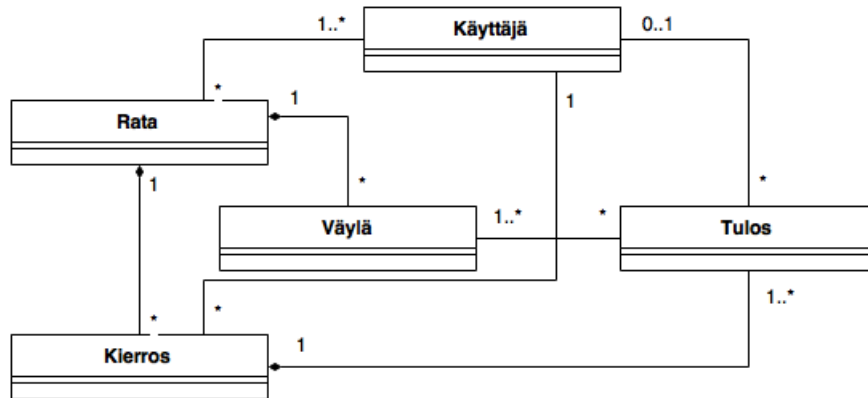 1..*
Käyttäjä
0..1
*
1
1
Rata
1
*
*
Väylä
1..*
*
Tulos
1..*
*
*
Kierros
1